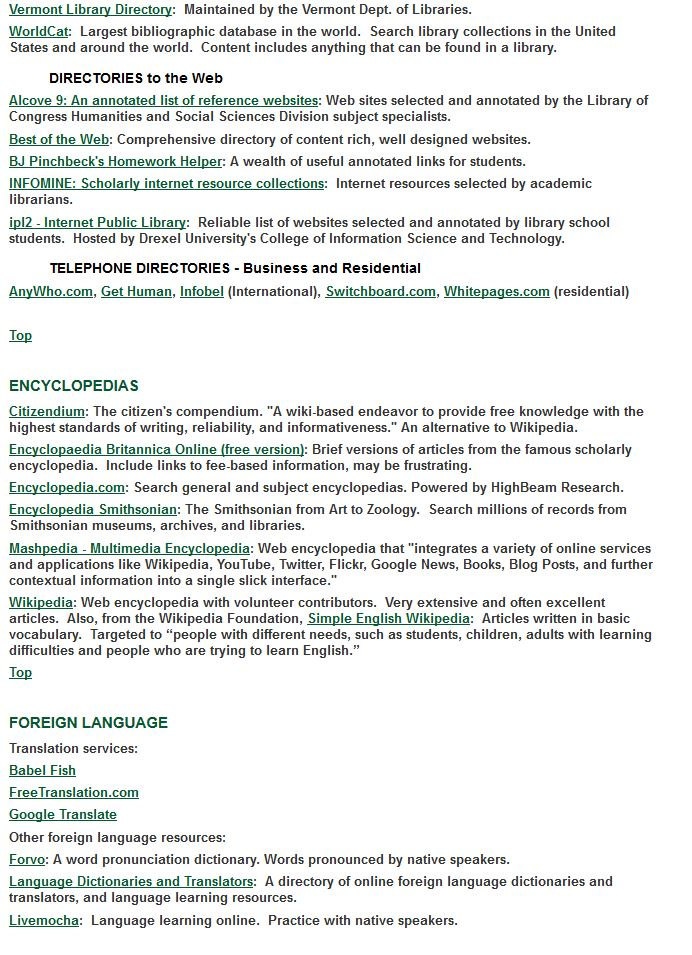 Vermont Library Directory:  Maintained by the Vermont Dept. of Libraries.
WorldCat:  Largest bibliographic database in the world.  Search library collections in the United
States and around the world.  Content includes anything that can be found in a library.
DIRECTORIES to the Web
Alcove 9: An annotated list of reference websites: Web sites selected and annotated by the Library of
Congress Humanities and Social Sciences Division subject specialists.
Best of the Web: Comprehensive directory of content rich, well designed websites.
BJ Pinchbeck's Homework Helper: A wealth of useful annotated links for students.
INFOMINE: Scholarly internet resource collections:  Internet resources selected by academic
librarians.
ipl2 - Internet Public Library:  Reliable list of websites selected and annotated by library school
students.  Hosted by Drexel University's College of Information Science and Technology.
TELEPHONE DIRECTORIES - Business and Residential
AnyWho.com, Get Human, Infobel (International), Switchboard.com, Whitepages.com (residential)
Top
ENCYCLOPEDIAS
Citizendium: The citizen's compendium. "A wiki-based endeavor to provide free knowledge with the
highest standards of writing, reliability, and informativeness." An alternative to Wikipedia.
Encyclopaedia Britannica Online (free version): Brief versions of articles from the famous scholarly
encyclopedia.  Include links to fee-based information, may be frustrating.
Encyclopedia.com: Search general and subject encyclopedias. Powered by HighBeam Research.
Encyclopedia Smithsonian: The Smithsonian from Art to Zoology.  Search millions of records from
Smithsonian museums, archives, and libraries.
Mashpedia - Multimedia Encyclopedia: Web encyclopedia that "integrates a variety of online services
and applications like Wikipedia, YouTube, Twitter, Flickr, Google News, Books, Blog Posts, and further
contextual information into a single slick interface."
Wikipedia: Web encyclopedia with volunteer contributors.  Very extensive and often excellent
articles.  Also, from the Wikipedia Foundation, Simple English Wikipedia:  Articles written in basic
vocabulary.  Targeted to “people with different needs, such as students, children, adults with learning
difficulties and people who are trying to learn English.”
Top
FOREIGN LANGUAGE
Translation services:
Babel Fish
FreeTranslation.com
Google Translate
Other foreign language resources:
Forvo: A word pronunciation dictionary. Words pronounced by native speakers.
Language Dictionaries and Translators:  A directory of online foreign language dictionaries and
translators, and language learning resources.
Livemocha:  Language learning online.  Practice with native speakers.